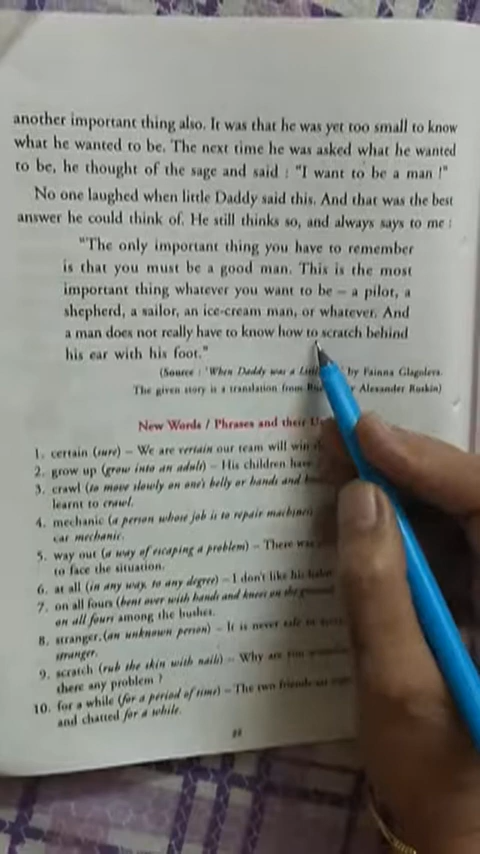 another important thing also. It was that he was yet too small to know
what he wanted to be. The next time he was asked what he wanted
to be, he thought of the sage and said : "I want to be a man !"
No one laughed when little Daddy said this. And that was the best
answer he could think of. He still thinks so, and always says to me :
"The only important thing you have to remember
is that you must be a good man. This is the most
important thing whatever you want to be – a pilot, a
shepherd, a sailor, an ice-cream man, or whatever. And
a man does not really have to know how to scratch behind
his ear with his foot."
(Source : 'When Daddy was a by Fainna Glagoleva.
The given story is a translation from Alexander Raskin)
New Words / Phrases and their
1. certain (sure) – We are certain our team will win
2. grow up (grow into an adult) – His children have
3. crawl (to move slowly on one's belly or hands and
learnt to crawl.
4. mechanic (a person whose job is to repair machines
car mechanic.
5. way out (a way of escaping a problem) – There was
to face the situation.
6. at all (in any way, to any degree) – I don't like his
7. on all fours (bent over with hands and knees on the ground
on all fours among the bushes.
8. stranger (an unknown person) – It is never safe to
stranger.
9. scratch (rub the skin with nails) – Why are you
there any problem ?
10. for a while (for a period of time) – The two friends
and chatted for a while.